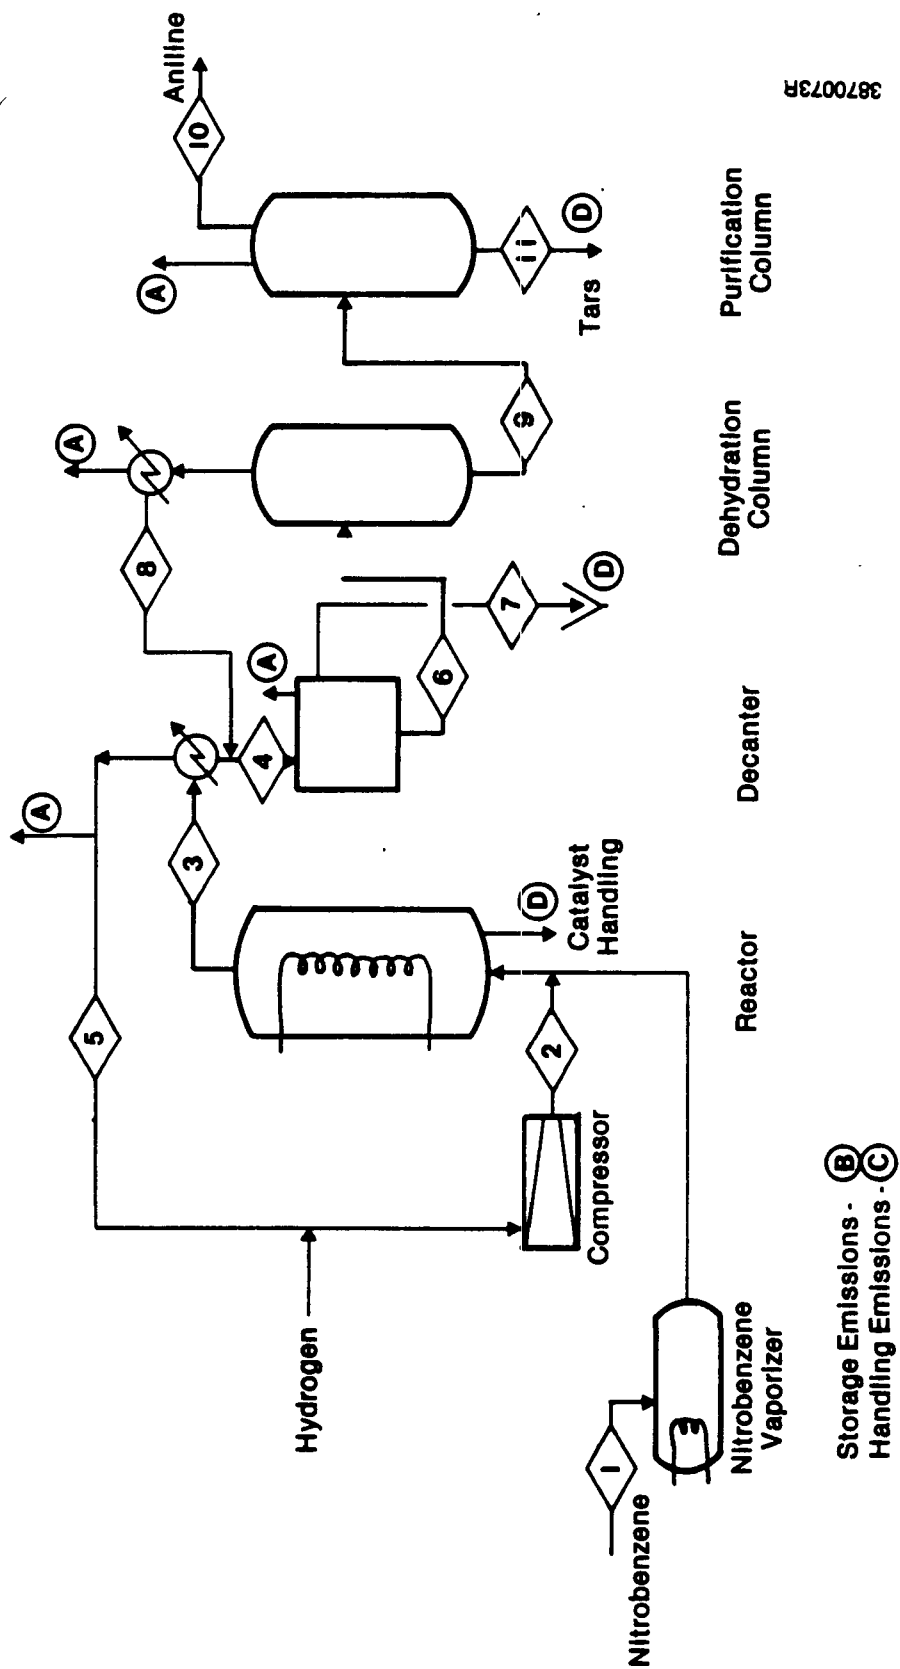 Nitrobenzene
1
Nitrobenzene
Vaporizer
Hydrogen
Compressor
2
5
A
Reactor
Catalyst
Handling
D
3
4
Decanter
A
6
7
D
8
A
Dehydration
Column
9
Purification
Column
A
10
Aniline
11
Tars
D
Storage Emissions - B
Handling Emissions - C
3870073R